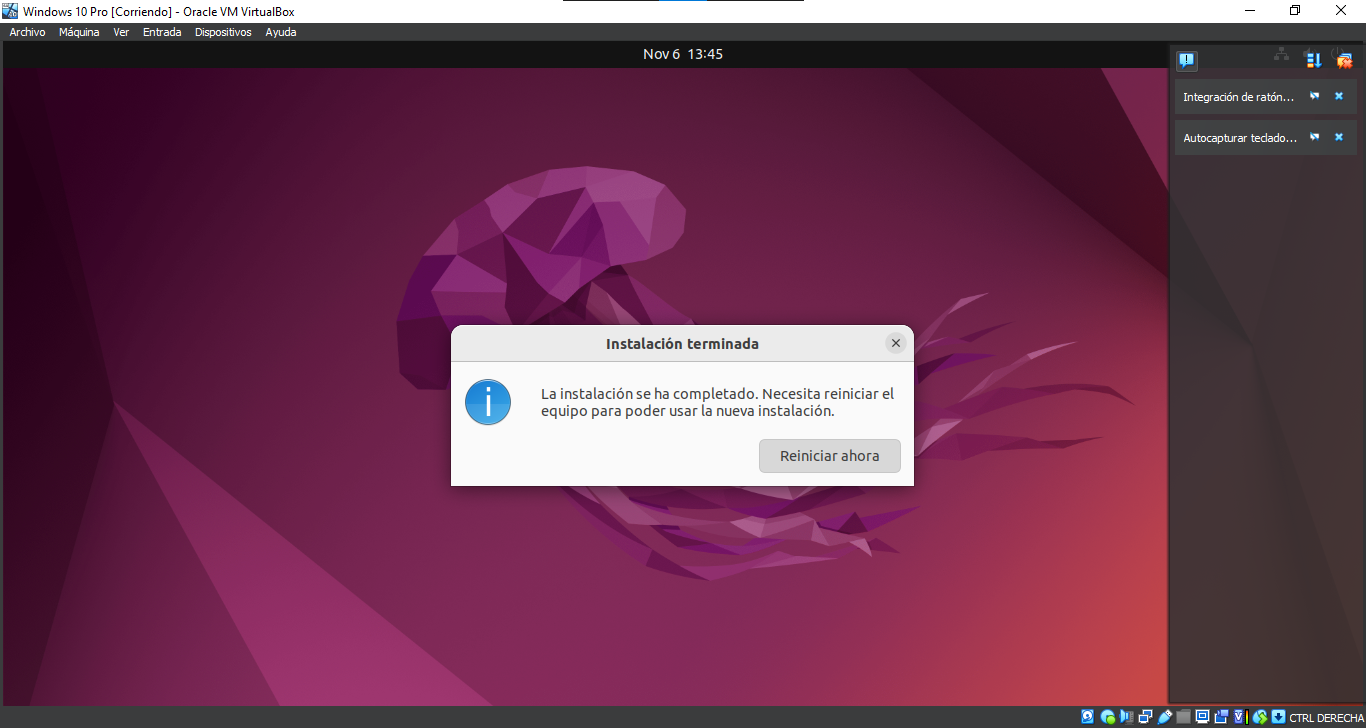 Windows 10 Pro [Corriendo] - Oracle VM VirtualBox
Archivo Máquina Ver Entrada Dispositivos Ayuda
Nov 6 13:45
Integración de ratón...
Autocapturar teclado...
Instalación terminada
La instalación se ha completado. Necesita reiniciar el
equipo para poder usar la nueva instalación.
Reiniciar ahora
CTRL DERECHA